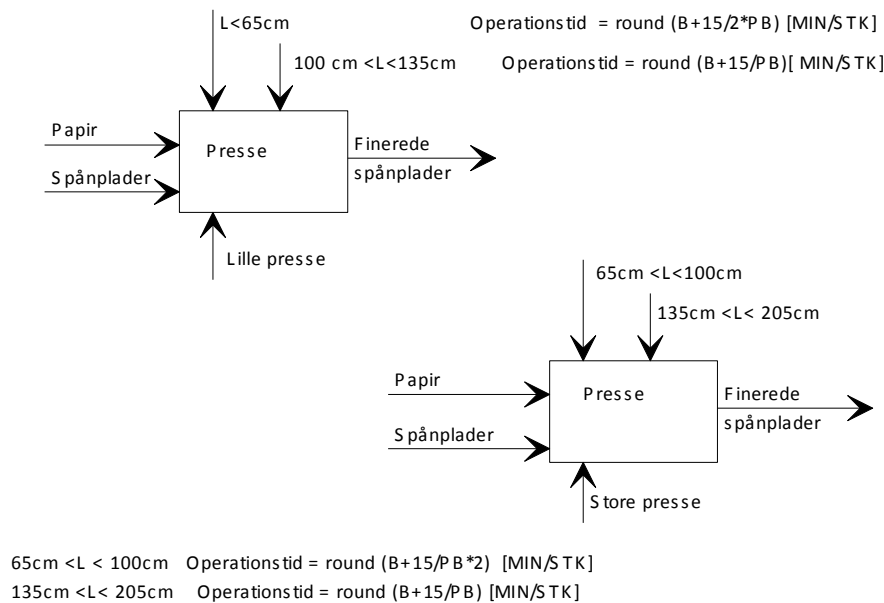 L<65cm
Operationstid = round (B+15/2*PB) [MIN/STK]
100 cm <L<135cm
Operationstid = round (B+15/PB)[ MIN/STK]
Papir
Presse
Finerede
Spånplader
spånplader
Lille presse
65cm <L<100cm
135cm <L< 205cm
Papir
Presse
Finerede
Spånplader
spånplader
Store presse
65cm <L < 100cm Operationstid = round (B+15/PB*2) [MIN/STK]
135cm <L< 205cm Operationstid = round (B+15/PB) [MIN/STK]